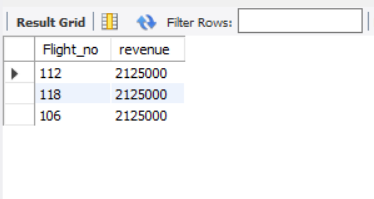 Result Grid Filter Rows:
Flight_no revenue
112 2125000
118 2125000
106 2125000